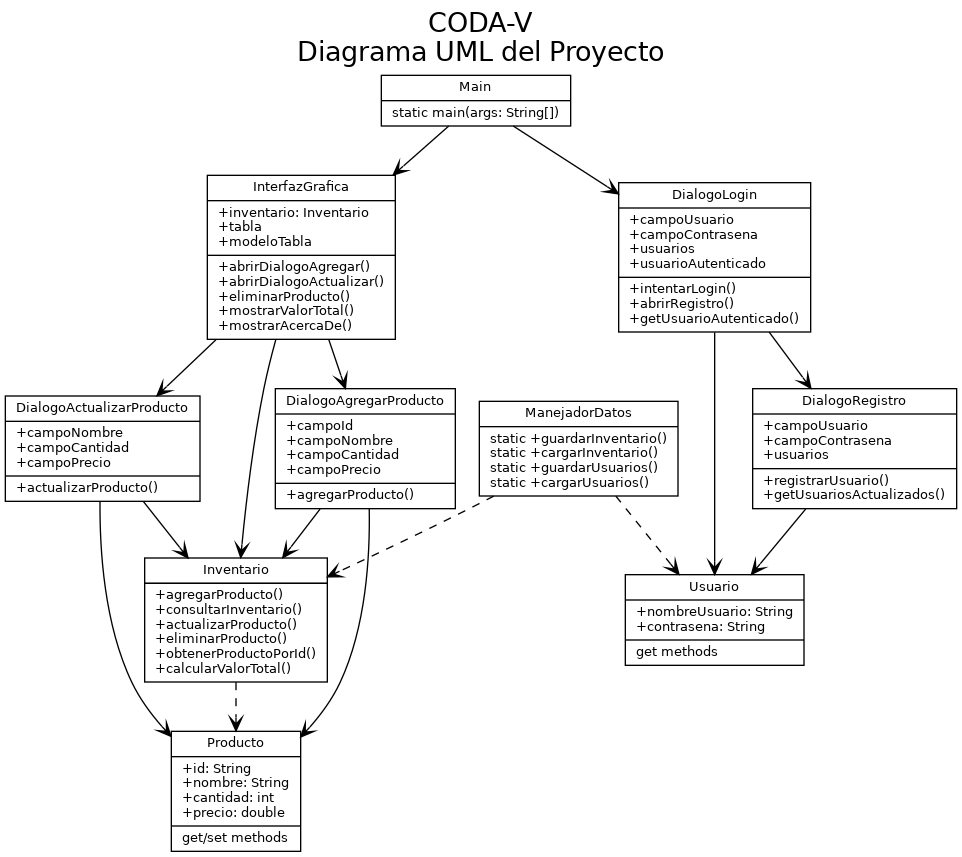 CODA-V
Diagrama UML del Proyecto
Main
static main(args: String[])
InterfazGrafica
+inventario: Inventario
+tabla
+modeloTabla
+abrirDialogoAgregar()
+abrirDialogoActualizar()
+eliminarProducto()
+mostrarValorTotal()
+mostrarAcercaDe()
DialogoLogin
+campoUsuario
+campoContrasena
+usuarios
+usuarioAutenticado
+intentarLogin()
+abrirRegistro()
+getUsuarioAutenticado()
DialogoActualizarProducto
+campoNombre
+campoCantidad
+campoPrecio
+actualizarProducto()
DialogoAgregarProducto
+campoId
+campoNombre
+campoCantidad
+campoPrecio
+agregarProducto()
ManejadorDatos
static +guardarInventario()
static +cargarInventario()
static +guardarUsuarios()
static +cargarUsuarios()
DialogoRegistro
+campoUsuario
+campoContrasena
+usuarios
+registrarUsuario()
+getUsuariosActualizados()
Inventario
+agregarProducto()
+consultarInventario()
+actualizarProducto()
+eliminarProducto()
+obtenerProductoPorId()
+calcularValorTotal()
Usuario
+nombreUsuario: String
+contrasena: String
get methods
Producto
+id: String
+nombre: String
+cantidad: int
+precio: double
get/set methods